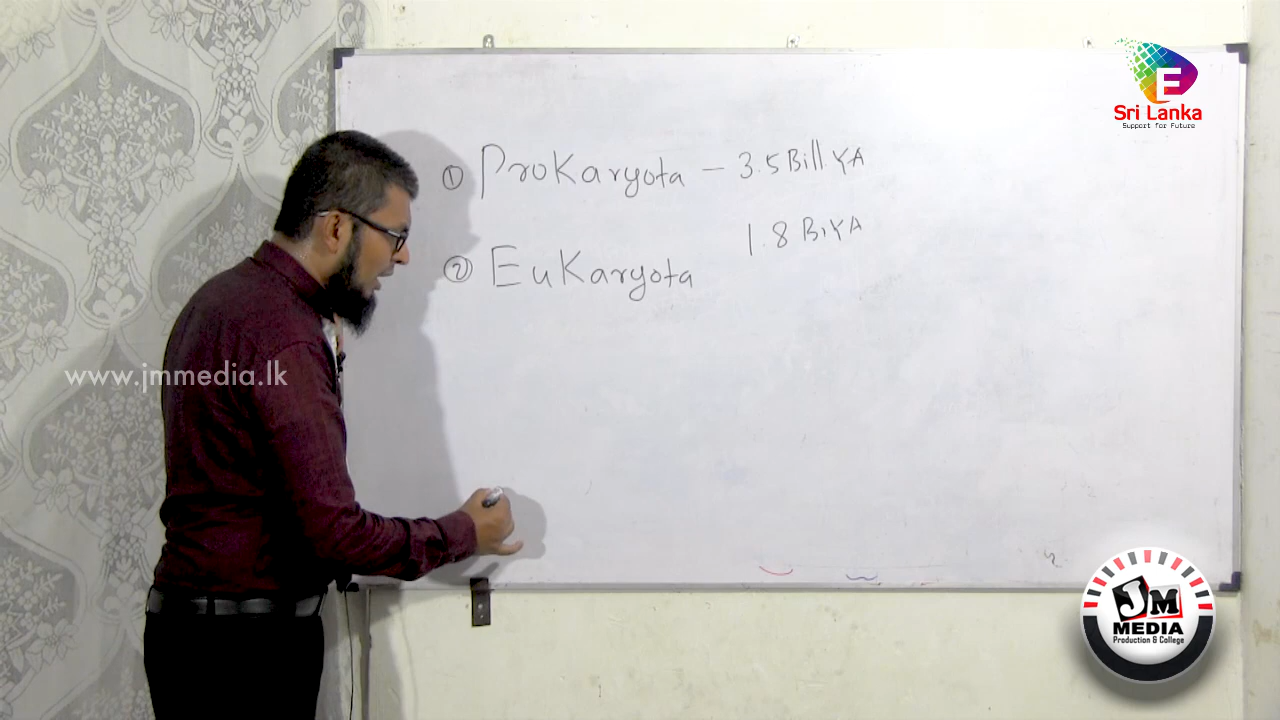 E
Sri Lanka
Support for Future
① Prokaryota – 3.5 Bill YA
1.8 BiYA
② Eukaryota
www.jmmedia.lk
JM
MEDIA
Production & College